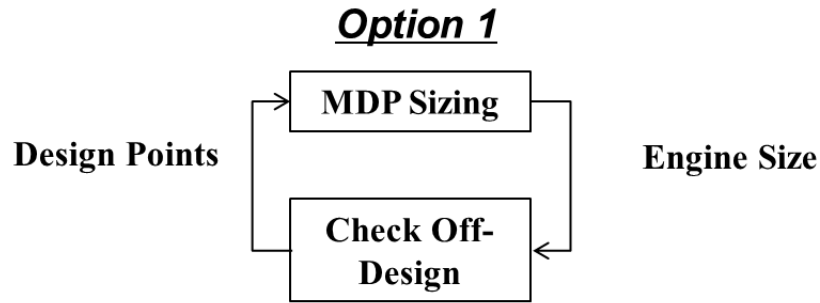 Option 1
MDP Sizing
Design Points
Engine Size
Check Off-
Design